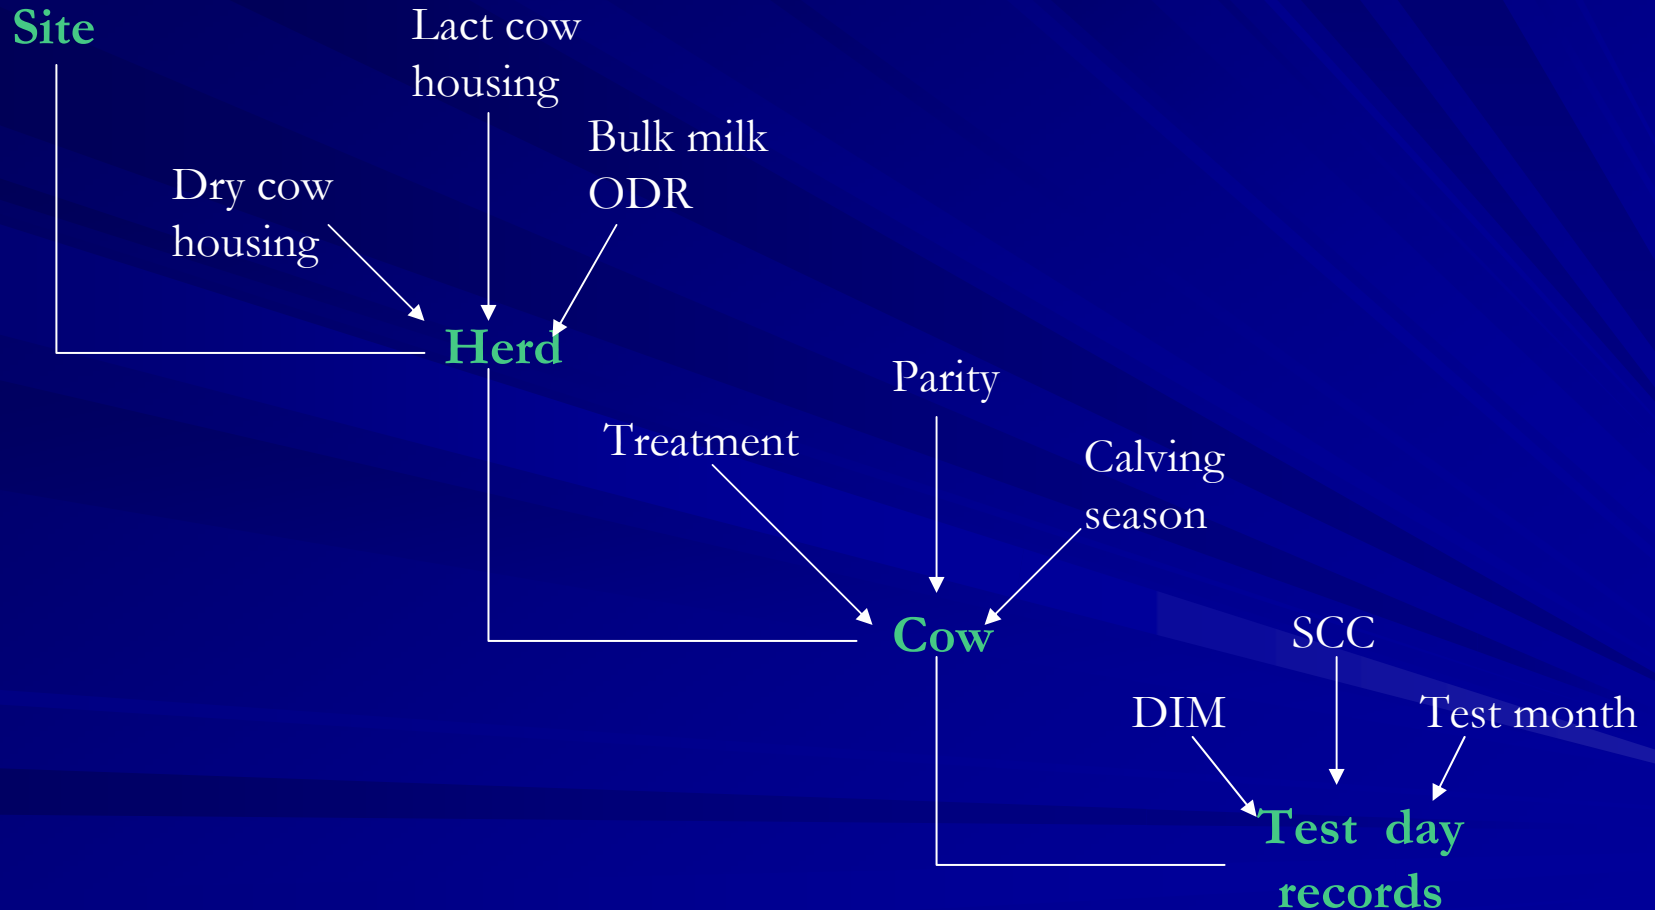 Site
Lact cow
housing
Bulk milk
ODR
Dry cow
housing
Herd
Parity
Treatment
Calving
season
Cow
SCC
DIM
Test month
Test day
records